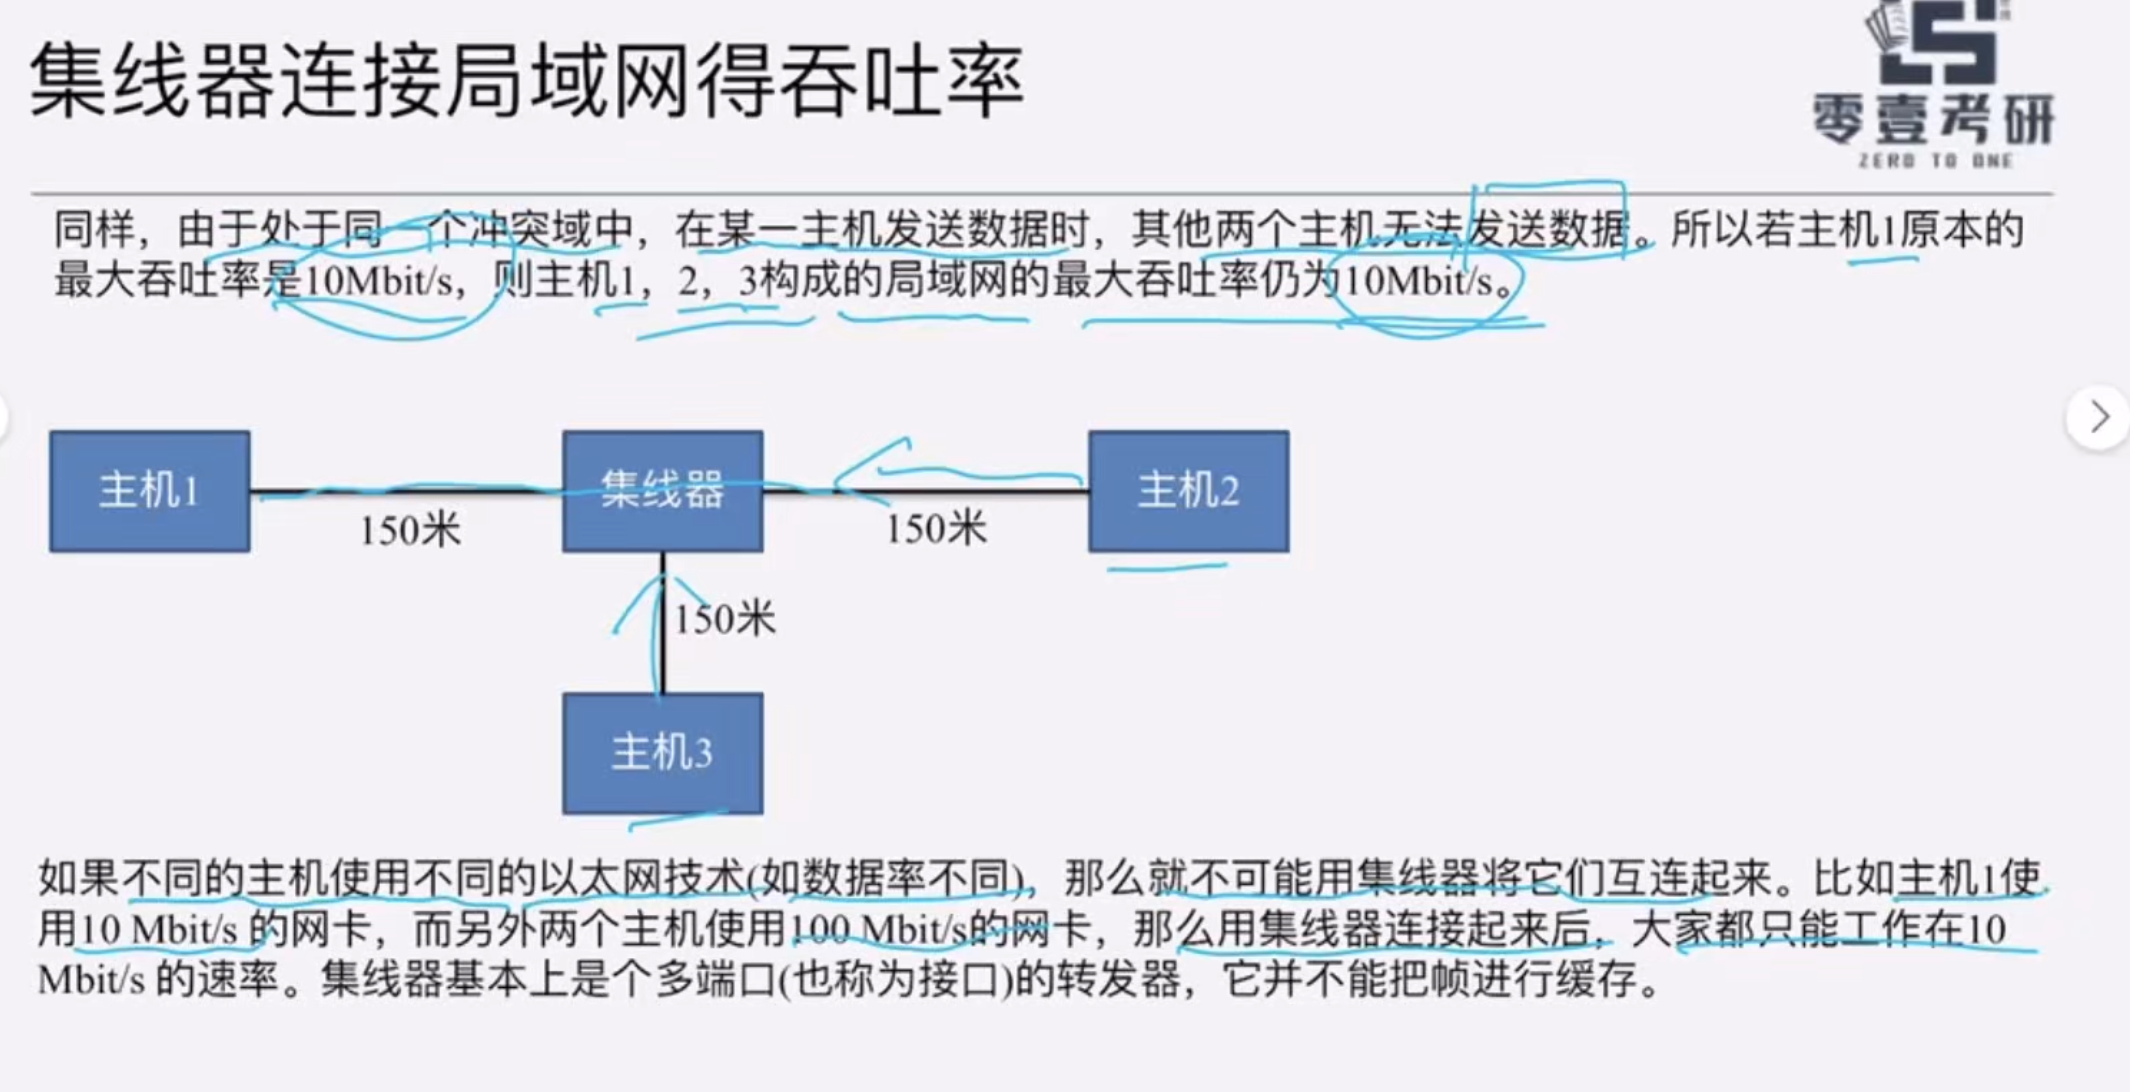 集线器连接局域网得吞吐率
零壹考研
ZERO TO ONE
同样，由于处于同一个冲突域中，在某一主机发送数据时，其他两个主机无法发送数据。所以若主机1原本的
最大吞吐率是10Mbit/s，则主机1，2，3构成的局域网的最大吞吐率仍为10Mbit/s。
主机1
集线器
主机2
150米
150米
150米
主机3
如果不同的主机使用不同的以太网技术(如数据率不同)，那么就不可能用集线器将它们互连起来。比如主机1使
用10 Mbit/s 的网卡，而另外两个主机使用100 Mbit/s的网卡，那么用集线器连接起来后，大家都只能工作在10
Mbit/s 的速率。集线器基本上是个多端口(也称为接口)的转发器，它并不能把帧进行缓存。